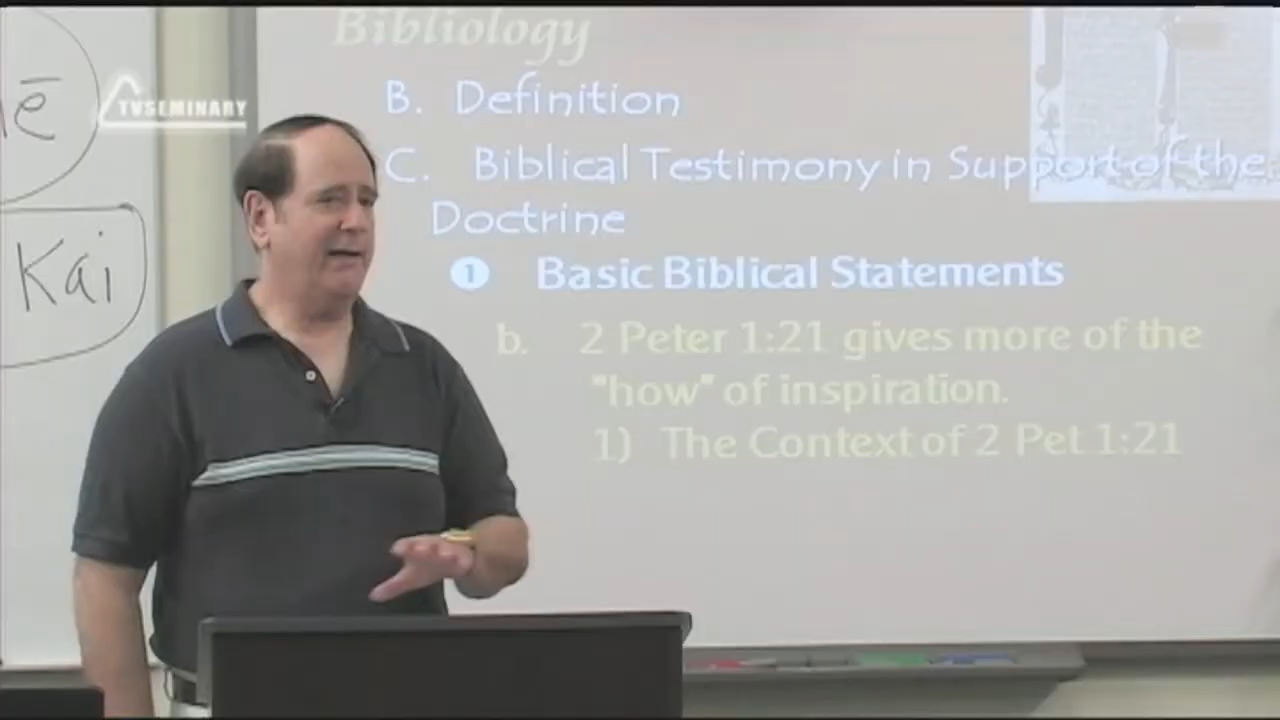 Bibliology
TVSEMINARY
B. Definition
C. Biblical Testimony in Support of the
Doctrine
Kai
1 Basic Biblical Statements
b. 2 Peter 1:21 gives more of the
"how" of inspiration.
1) The Context of 2 Pet 1:21